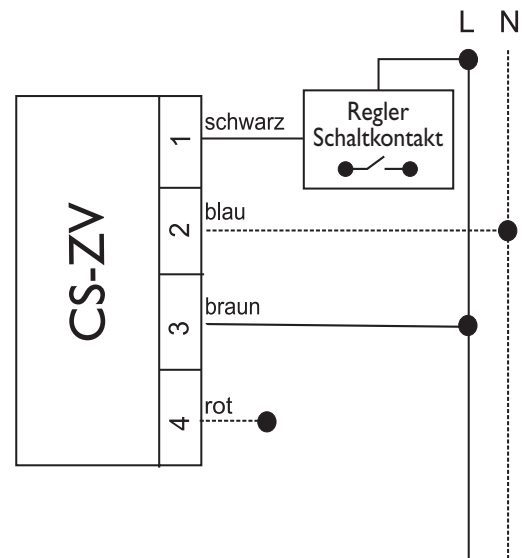 L N
Regler
Schaltkontakt
CS-ZV
1 schwarz
2 blau
3 braun
4 rot